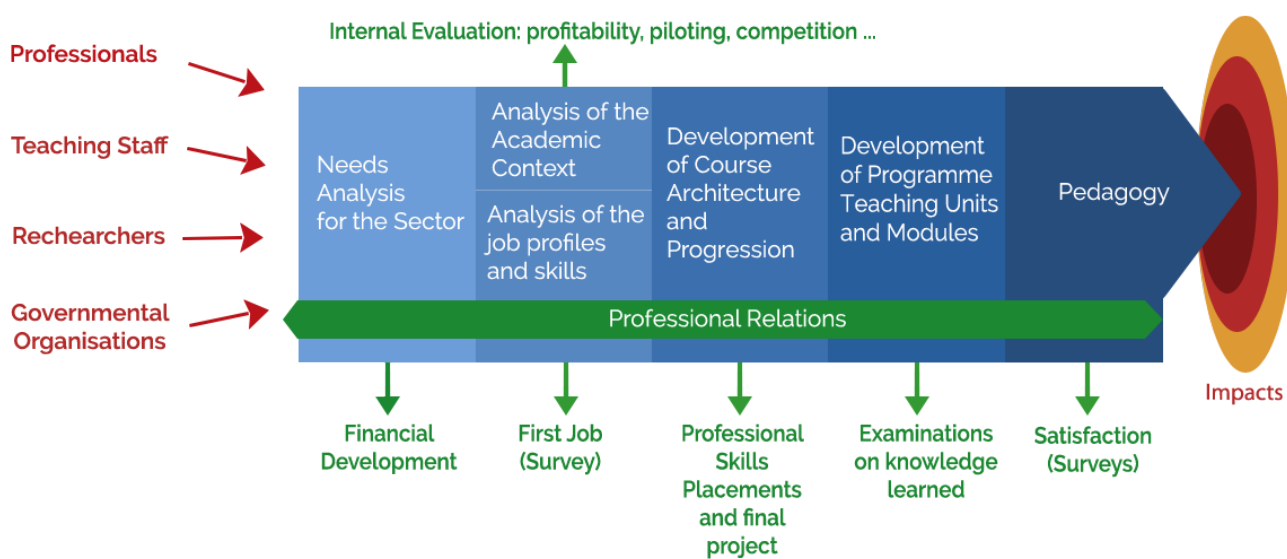 Internal Evaluation: profitability, piloting, competition ...
Professionals
Teaching Staff
Rechearchers
Governmental
Organisations
Needs
Analysis
for the Sector
Analysis of the
Academic
Context
Analysis of the
job profiles
and skills
Development
of Course
Architecture
and
Progression
Development
of Programme
Teaching Units
and Modules
Pedagogy
Professional Relations
Impacts
Financial
Development
First Job
(Survey)
Professional
Skills
Placements
and final
project
Examinations
on knowledge
learned
Satisfaction
(Surveys)